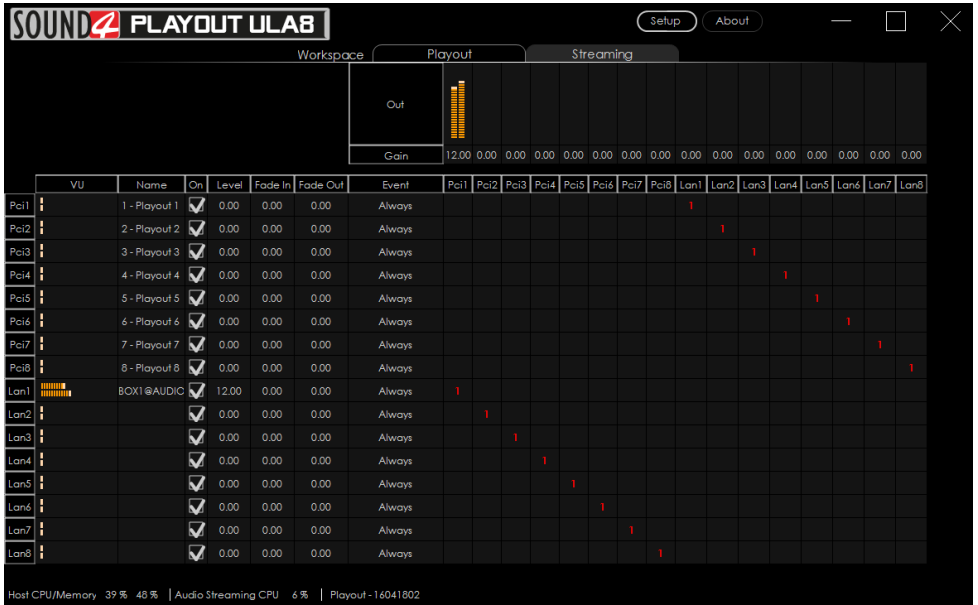 SOUND4 PLAYOUT ULA8 Setup About
Workspace Playout Streaming
Out
Gain 12.00 0.00 0.00 0.00 0.00 0.00 0.00 0.00 0.00 0.00 0.00 0.00 0.00 0.00 0.00 0.00
VU Name On Level Fade In Fade Out Event Pci1 Pci2 Pci3 Pci4 Pci5 Pci6 Pci7 Pci8 Lan1 Lan2 Lan3 Lan4 Lan5 Lan6 Lan7 Lan8
Pci1 1 - Playout 1 0.00 0.00 0.00 Always 1
Pci2 2 - Playout 2 0.00 0.00 0.00 Always 1
Pci3 3 - Playout 3 0.00 0.00 0.00 Always 1
Pci4 4 - Playout 4 0.00 0.00 0.00 Always 1
Pci5 5 - Playout 5 0.00 0.00 0.00 Always 1
Pci6 6 - Playout 6 0.00 0.00 0.00 Always 1
Pci7 7 - Playout 7 0.00 0.00 0.00 Always 1
Pci8 8 - Playout 8 0.00 0.00 0.00 Always 1
Lan1 BOX1@AUDIC 12.00 0.00 0.00 Always 1
Lan2 0.00 0.00 0.00 Always 1
Lan3 0.00 0.00 0.00 Always 1
Lan4 0.00 0.00 0.00 Always 1
Lan5 0.00 0.00 0.00 Always 1
Lan6 0.00 0.00 0.00 Always 1
Lan7 0.00 0.00 0.00 Always 1
Lan8 0.00 0.00 0.00 Always 1
Host CPU/Memory 39 % 48 % | Audio Streaming CPU 6 % | Playout - 16041802